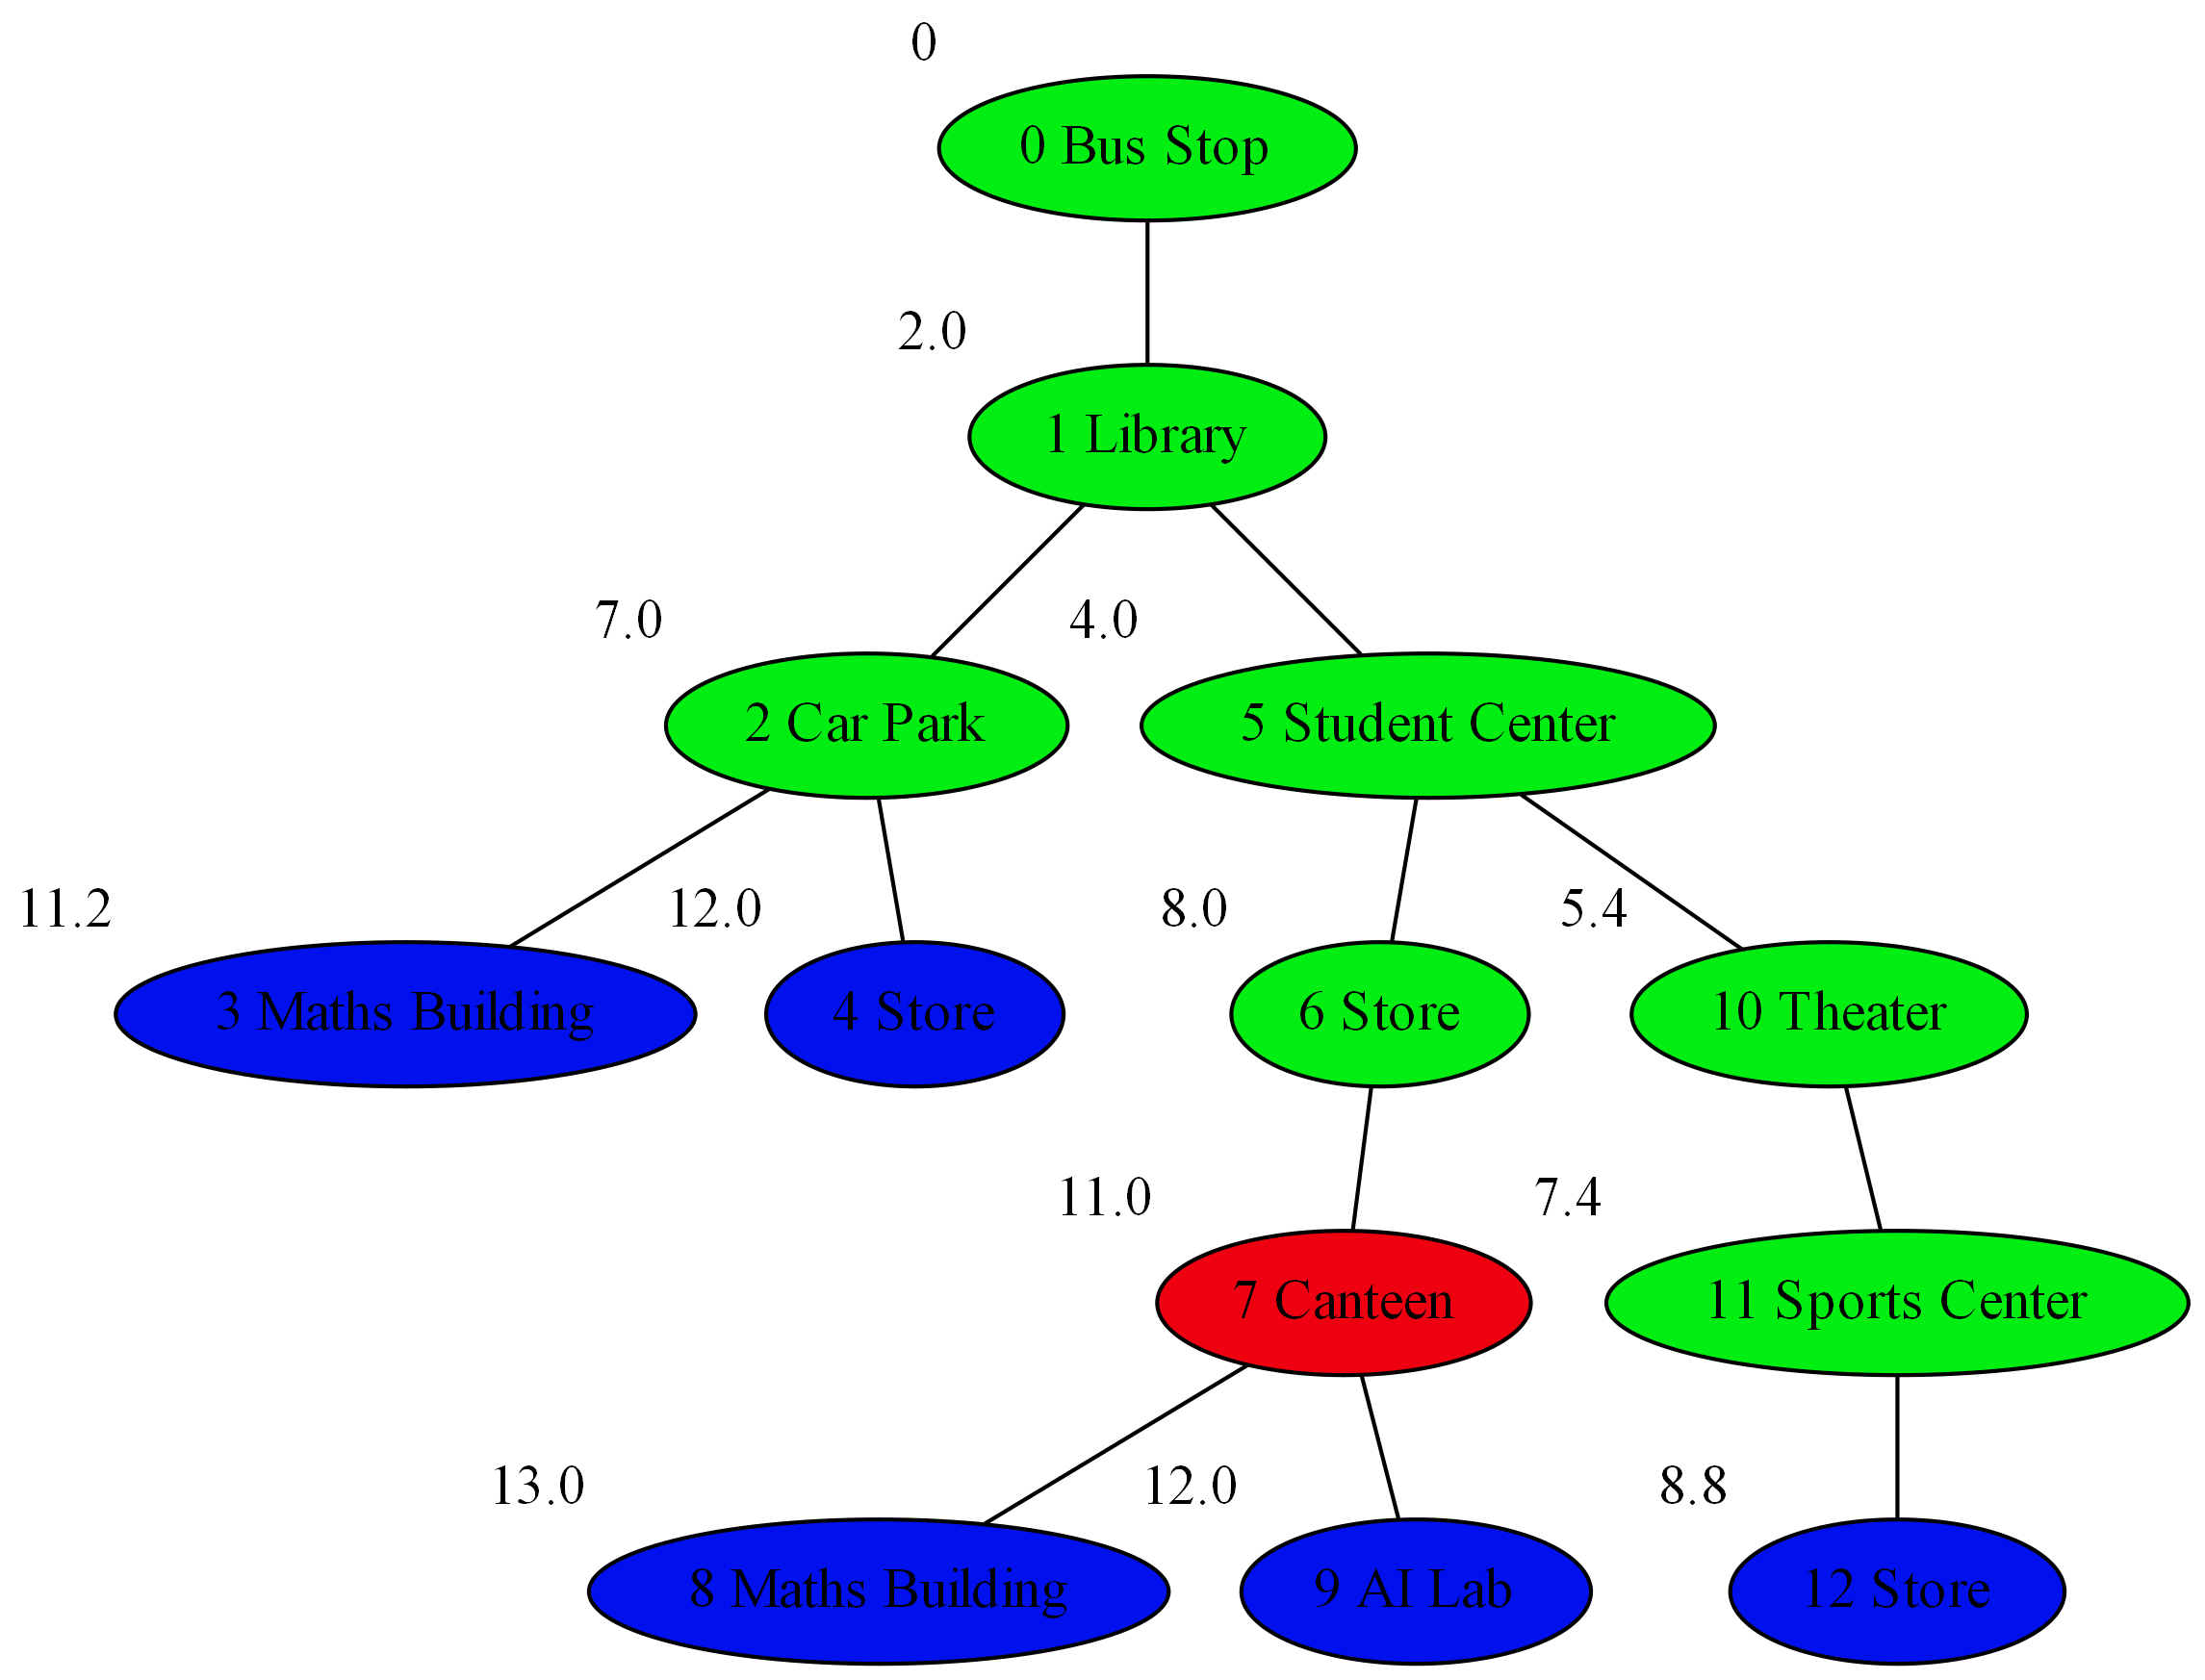 0
0 Bus Stop
2.0
1 Library
7.0
4.0
2 Car Park
5 Student Center
11.2
12.0
8.0
5.4
3 Maths Building
4 Store
6 Store
10 Theater
11.0
7.4
7 Canteen
11 Sports Center
13.0
12.0
8.8
8 Maths Building
9 AI Lab
12 Store